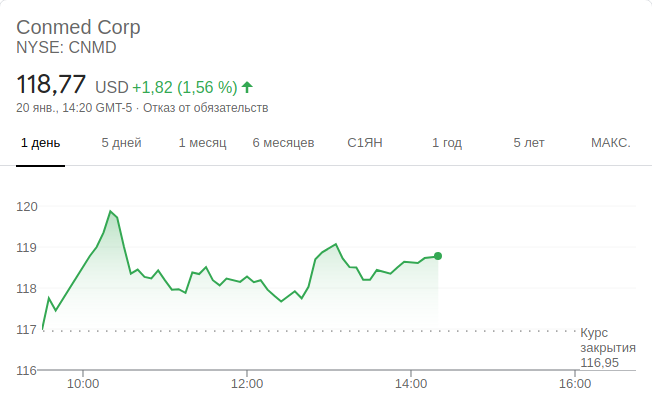 Conmed Corp
NYSE: CNMD
118,77 USD +1,82 (1,56 %)
20 янв., 14:20 GMT-5 · Отказ от обязательств
1 день 5 дней 1 месяц 6 месяцев С1ЯН 1 год 5 лет МАКС.
120
119
118
117
Курс
закрытия
116,95
116
10:00 12:00 14:00 16:00